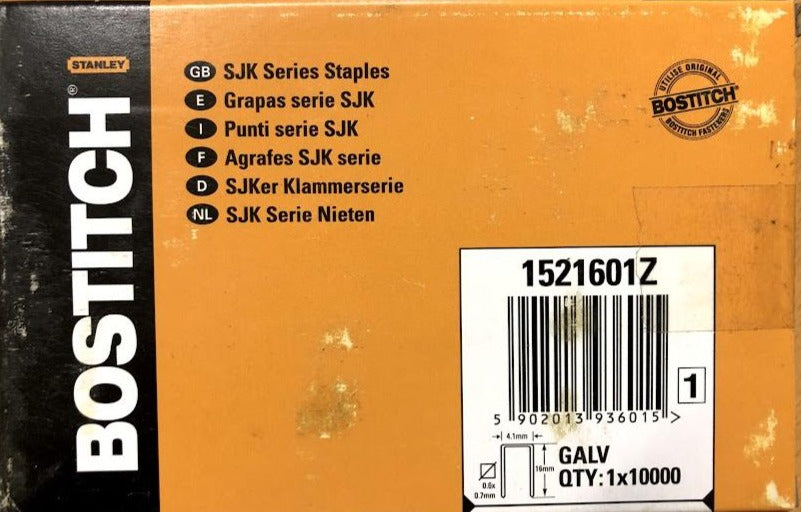 STANLEY
BOSTITCH®
GB SJK Series Staples
E Grapas serie SJK
I Punti serie SJK
F Agrafes SJK serie
D SJKer Klammerserie
NL SJK Serie Nieten
UTILISE ORIGINAL
BOSTITCH®
BOSTITCH FASTENERS
1521601Z
1
5 902013 936015 >
4.1mm
16mm
0.6x
0.7mm
GALV
QTY: 1x10000